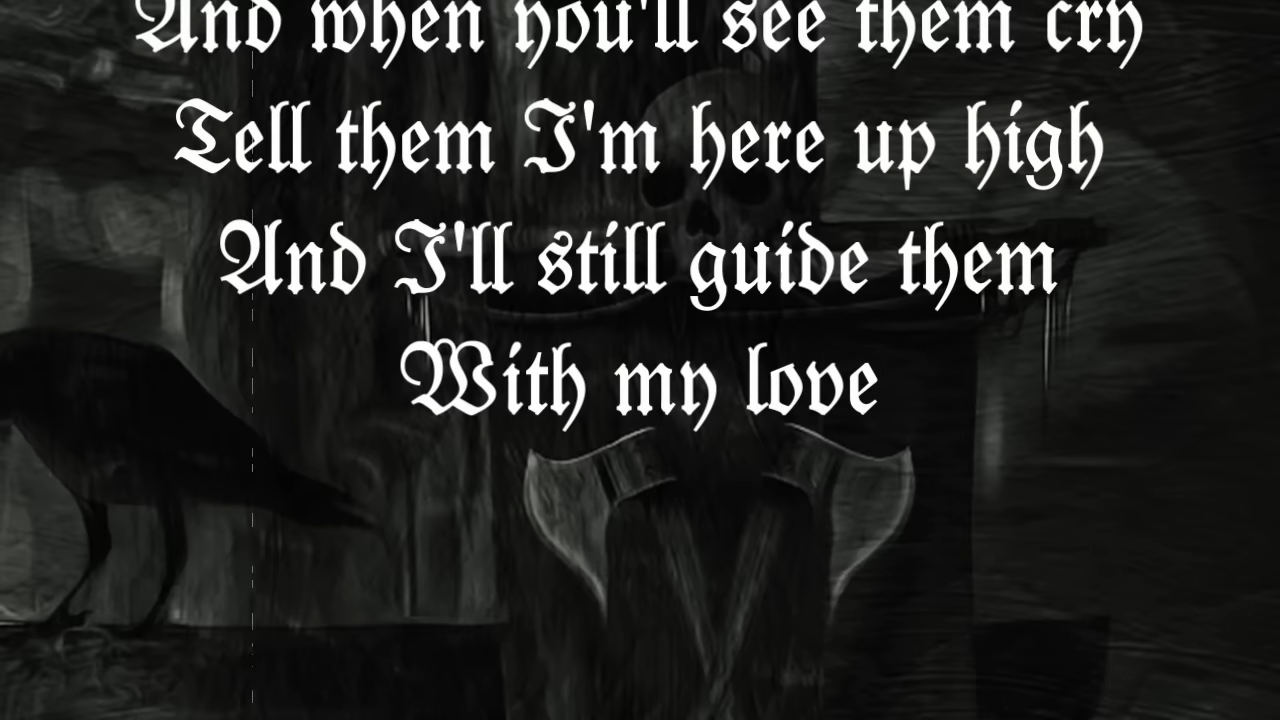 And when you'll see them cry
Tell them I'm here up high
And I'll still guide them
With my love